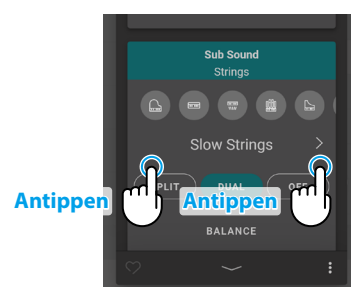 Sub Sound
Strings
Slow Strings
SPLIT DUAL OFF
Antippen Antippen
BALANCE